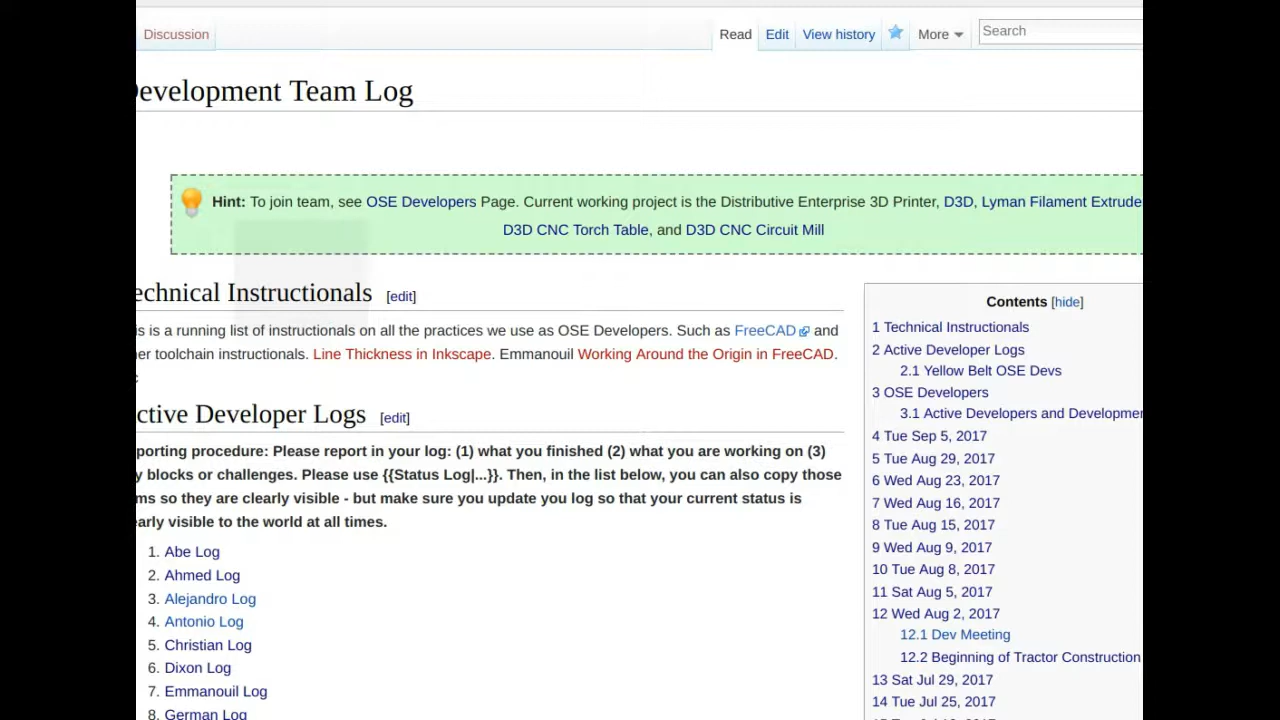 Discussion
Read Edit View history More Search
Development Team Log
Hint: To join team, see OSE Developers Page. Current working project is the Distributive Enterprise 3D Printer, D3D, Lyman Filament Extrude
D3D CNC Torch Table, and D3D CNC Circuit Mill
echnical Instructionals [edit]
is is a running list of instructionals on all the practices we use as OSE Developers. Such as FreeCAD and
er toolchain instructionals. Line Thickness in Inkscape. Emmanouil Working Around the Origin in FreeCAD.
c
ctive Developer Logs [edit]
porting procedure: Please report in your log: (1) what you finished (2) what you are working on (3)
y blocks or challenges. Please use {{Status Log|...}}. Then, in the list below, you can also copy those
ms so they are clearly visible - but make sure you update you log so that your current status is
early visible to the world at all times.
1. Abe Log
2. Ahmed Log
3. Alejandro Log
4. Antonio Log
5. Christian Log
6. Dixon Log
7. Emmanouil Log
8. German Log
Contents [hide]
1 Technical Instructionals
2 Active Developer Logs
2.1 Yellow Belt OSE Devs
3 OSE Developers
3.1 Active Developers and Developmen
4 Tue Sep 5, 2017
5 Tue Aug 29, 2017
6 Wed Aug 23, 2017
7 Wed Aug 16, 2017
8 Tue Aug 15, 2017
9 Wed Aug 9, 2017
10 Tue Aug 8, 2017
11 Sat Aug 5, 2017
12 Wed Aug 2, 2017
12.1 Dev Meeting
12.2 Beginning of Tractor Construction
13 Sat Jul 29, 2017
14 Tue Jul 25, 2017